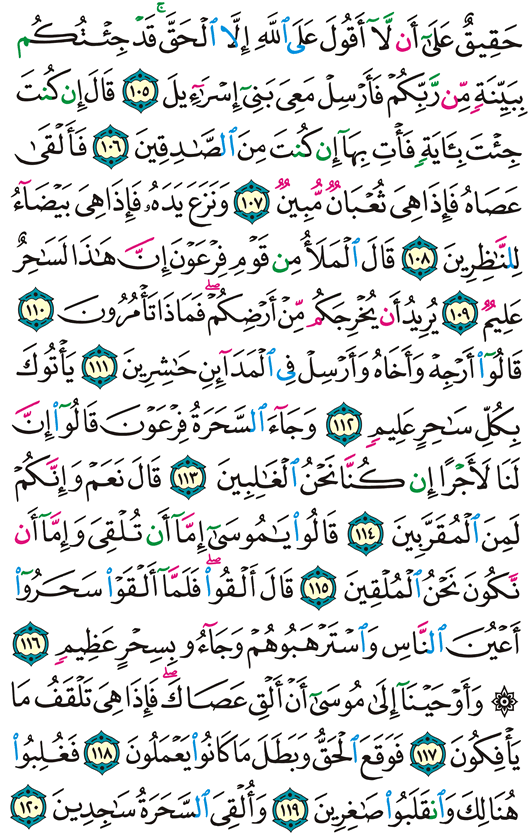 حَقِيقٌ عَلَىٰٓ أَن لَّآ أَقُولَ عَلَى ٱللَّهِ إِلَّا ٱلْحَقَّۚ قَدْ جِئْتُكُم
بِبَيِّنَةٍ مِّن رَّبِّكُمْ فَأَرْسِلْ مَعِىَ بَنِىٓ إِسْرَٰٓءِيلَ ١٠٥ قَالَ إِن كُنتَ
جِئْتَ بِـَٔايَةٍ فَأْتِ بِهَآ إِن كُنتَ مِنَ ٱلصَّـٰدِقِينَ ١٠٦ فَأَلْقَىٰ
عَصَاهُ فَإِذَا هِىَ ثُعْبَانٌ مُّبِينٌ ١٠٧ وَنَزَعَ يَدَهُۥ فَإِذَا هِىَ بَيْضَآءُ
لِلنَّـٰظِرِينَ ١٠٨ قَالَ ٱلْمَلَأُ مِن قَوْمِ فِرْعَوْنَ إِنَّ هَـٰذَا لَسَـٰحِرٌ
عَلِيمٌ ١٠٩ يُرِيدُ أَن يُخْرِجَكُم مِّنْ أَرْضِكُمْۖ فَمَاذَا تَأْمُرُونَ ١١٠
قَالُوٓا۟ أَرْجِهْ وَأَخَاهُ وَأَرْسِلْ فِى ٱلْمَدَآئِنِ حَـٰشِرِينَ ١١١ يَأْتُوكَ
بِكُلِّ سَـٰحِرٍ عَلِيمٍ ١١٢ وَجَآءَ ٱلسَّحَرَةُ فِرْعَوْنَ قَالُوٓا۟ إِنَّ
لَنَا لَأَجْرًا إِن كُنَّا نَحْنُ ٱلْغَـٰلِبِينَ ١١٣ قَالَ نَعَمْ وَإِنَّكُمْ
لَمِنَ ٱلْمُقَرَّبِينَ ١١٤ قَالُوا۟ يَـٰمُوسَىٰٓ إِمَّآ أَن تُلْقِىَ وَإِمَّآ أَن
نَّكُونَ نَحْنُ ٱلْمُلْقِينَ ١١٥ قَالَ أَلْقُوا۟ۖ فَلَمَّآ أَلْقَوْا۟ سَحَرُوٓا۟
أَعْيُنَ ٱلنَّاسِ وَٱسْتَرْهَبُوهُمْ وَجَآءُو بِسِحْرٍ عَظِيمٍ ١١٦
۞ وَأَوْحَيْنَآ إِلَىٰ مُوسَىٰٓ أَنْ أَلْقِ عَصَاكَۖ فَإِذَا هِىَ تَلْقَفُ مَا
يَأْفِكُونَ ١١٧ فَوَقَعَ ٱلْحَقُّ وَبَطَلَ مَا كَانُوا۟ يَعْمَلُونَ ١١٨ فَغُلِبُوا۟
هُنَالِكَ وَٱنقَلَبُوا۟ صَـٰغِرِينَ ١١٩ وَأُلْقِىَ ٱلسَّحَرَةُ سَـٰجِدِينَ ١٢٠